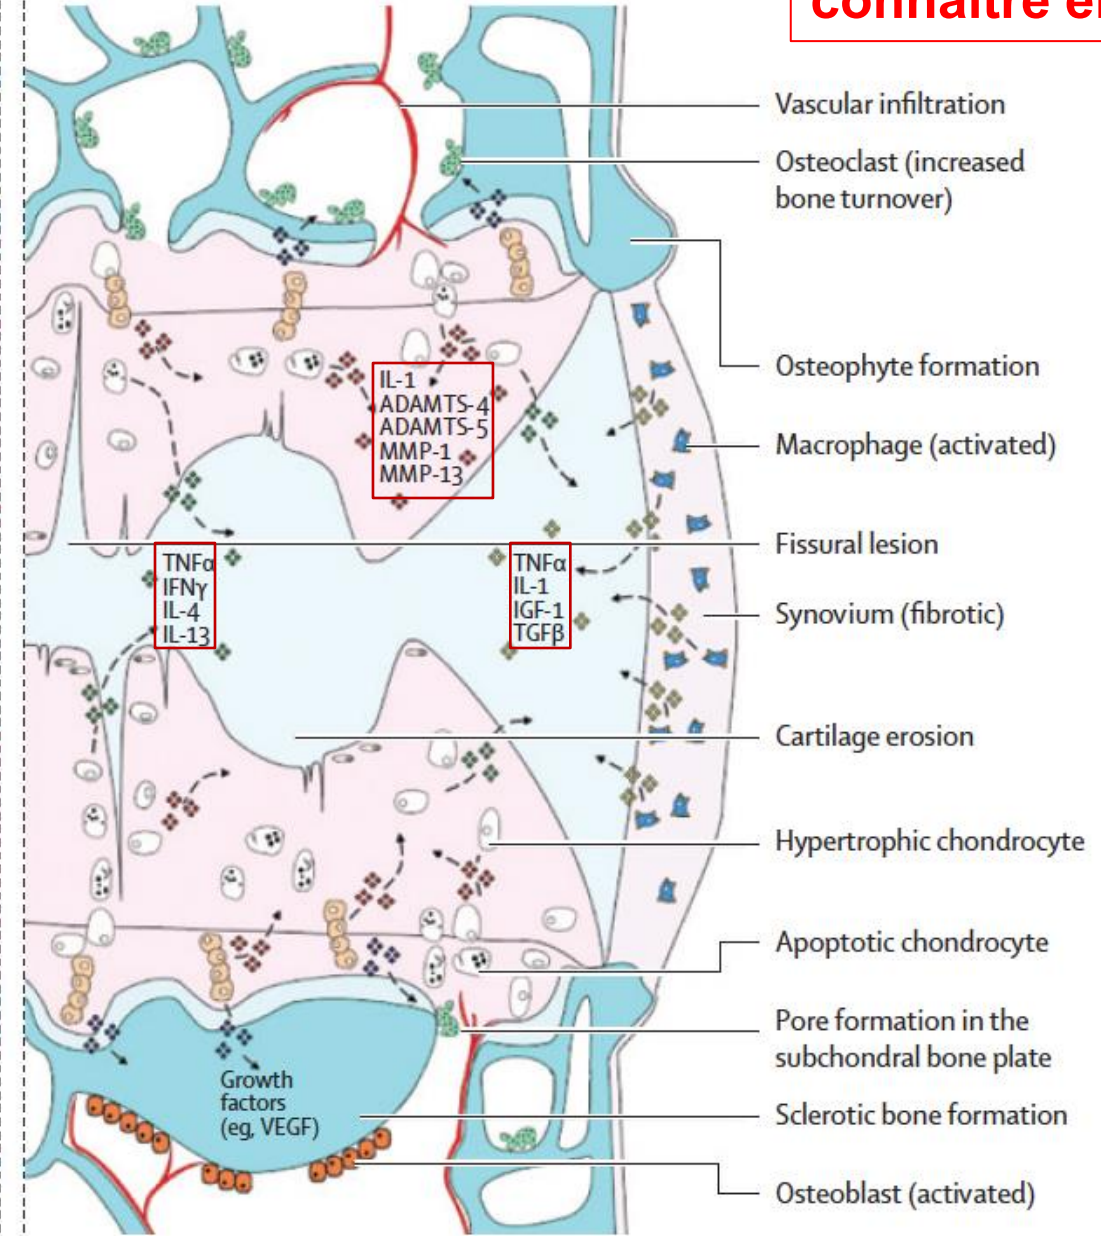 connaître
Vascular infiltration
Osteoclast (increased
bone turnover)
Osteophyte formation
IL-1
ADAMTS-4
ADAMTS-5
MMP-1
MMP-13
Macrophage (activated)
Fissural lesion
TNFα
IFNγ
IL-4
IL-13
TNFα
IL-1
IGF-1
TGFβ
Synovium (fibrotic)
Cartilage erosion
Hypertrophic chondrocyte
Apoptotic chondrocyte
Pore formation in the
subchondral bone plate
Growth
factors
(eg, VEGF)
Sclerotic bone formation
Osteoblast (activated)